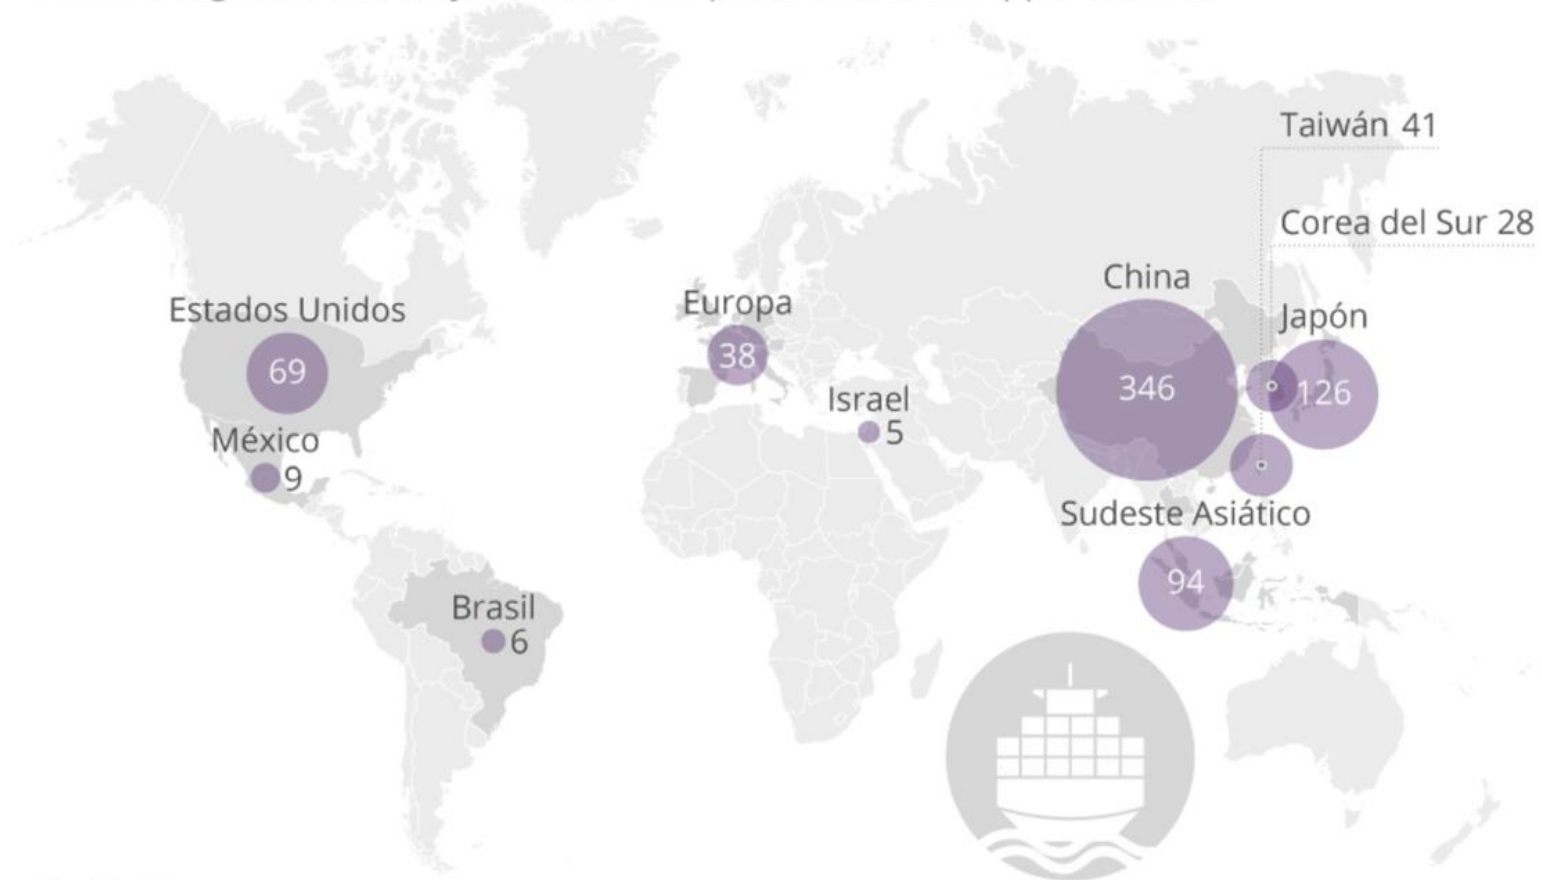 Taiwán 41
Corea del Sur 28
China
346
Japón
126
Estados Unidos
69
Europa
38
Israel
5
México
9
Sudeste Asiático
94
Brasil
6